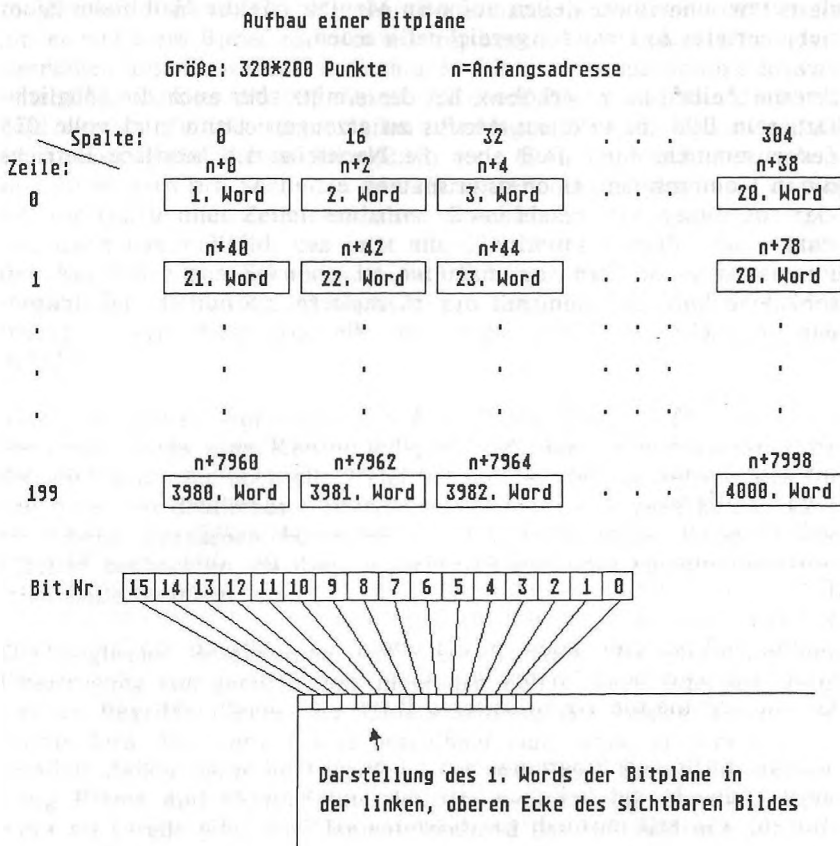 Aufbau einer Bitplane
Größe: 320*200 Punkte n=Anfangsadresse
Spalte: 0 16 32 . . . 304
Zeile: n+0 n+2 n+4 n+38
0 1. Word 2. Word 3. Word . . . 20. Word
n+40 n+42 n+44 n+78
1 21. Word 22. Word 23. Word . . . 20. Word
. . . . . . . .
. . . . . . . .
. . . . . . . .
n+7960 n+7962 n+7964 n+7998
199 3980. Word 3981. Word 3982. Word . . . 4000. Word
Bit.Nr. 15 14 13 12 11 10 9 8 7 6 5 4 3 2 1 0
Darstellung des 1. Words der Bitplane in
der linken, oberen Ecke des sichtbaren Bildes